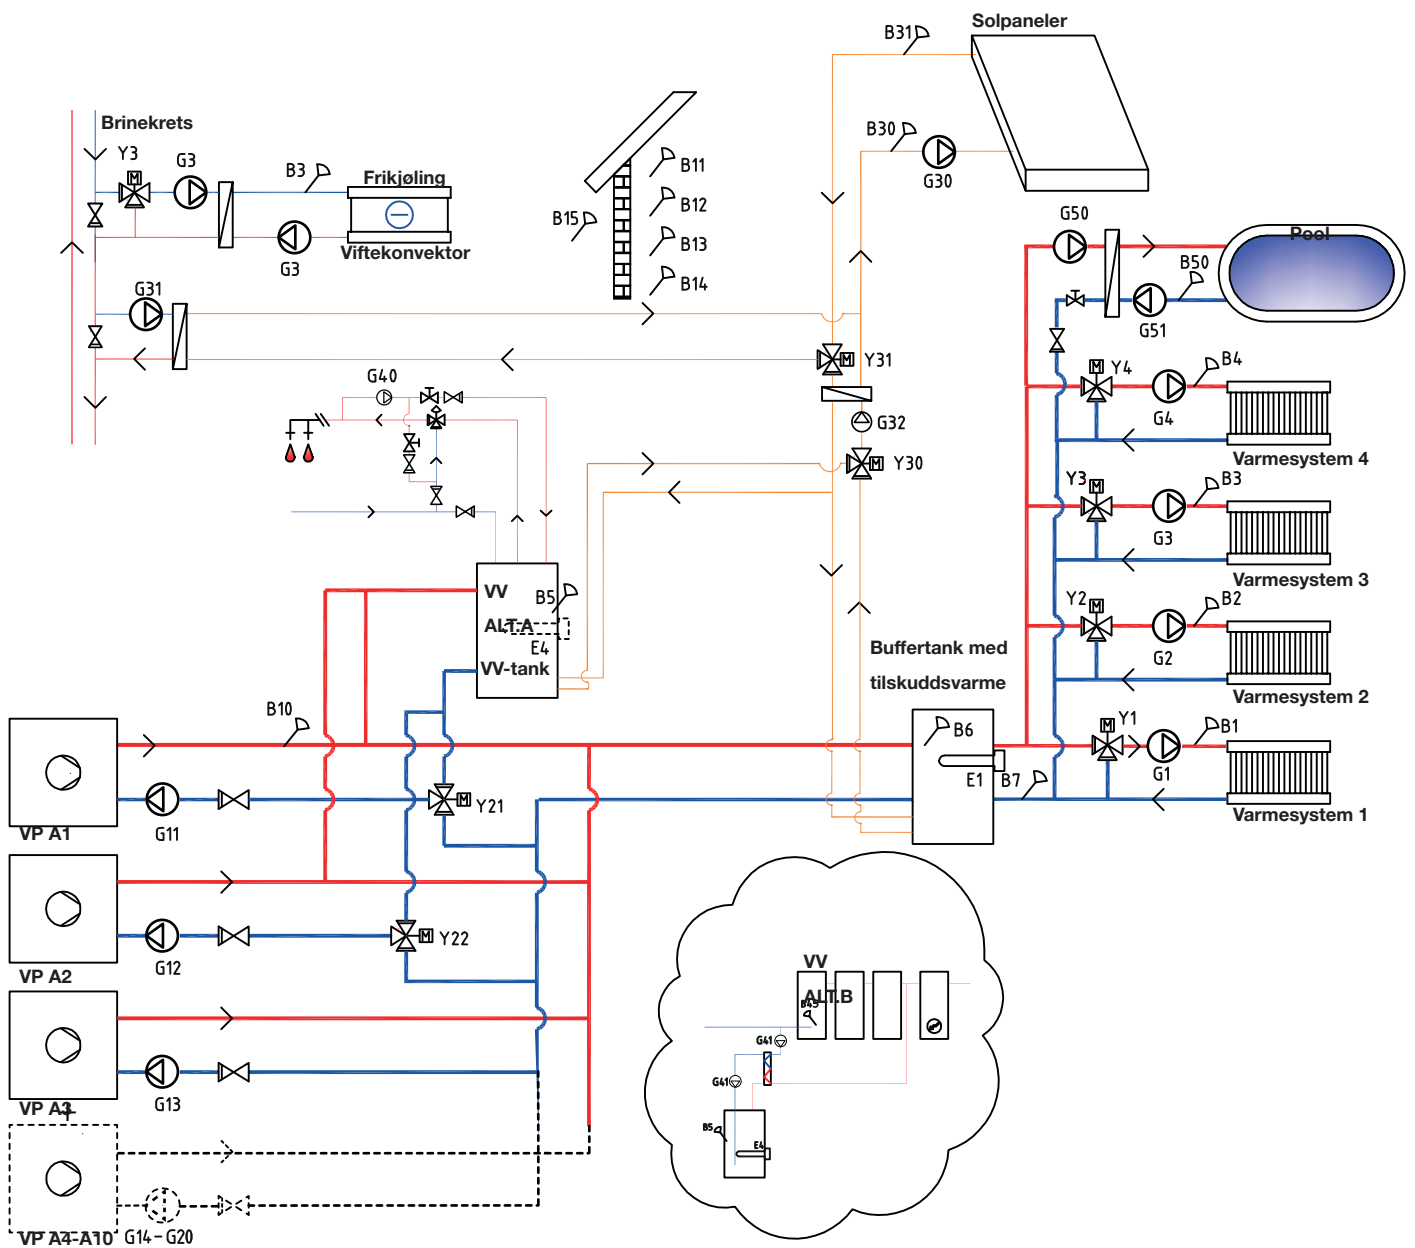 Solpaneler
B31
Brinekrets
B30
G30
Y3
G3
B3
Frikjøling
Viftekonvektor
G3
B11
B12
B15
B13
B14
G50
Pool
B50
G51
G31
Y31
Y4
B4
G4
Varmesystem 4
G40
G32
Y30
Y3
B3
G3
Varmesystem 3
VV
B5
ALT.A
E4
VV-tank
Y2
B2
G2
Varmesystem 2
Buffertank med
tilskuddsvarme
B10
B6
E1
B7
Y1
B1
G1
Varmesystem 1
VP A1
G11
Y21
VP A2
G12
Y22
VP A3
G13
VP A4-A10
G14-G20
VV
ALT.B
B43
G41
G41
B5
E4
M
M
M
M
M
M
M
M
M